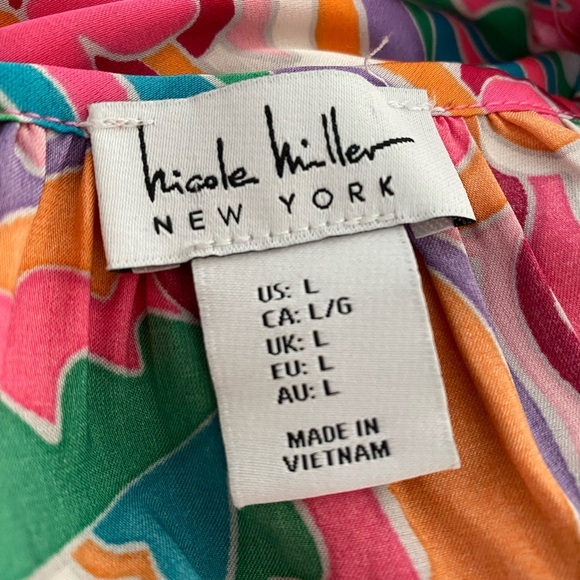 nicole miller
NEW YORK
US: L
CA: L/G
UK: L
EU: L
AU: L
MADE IN
VIETNAM